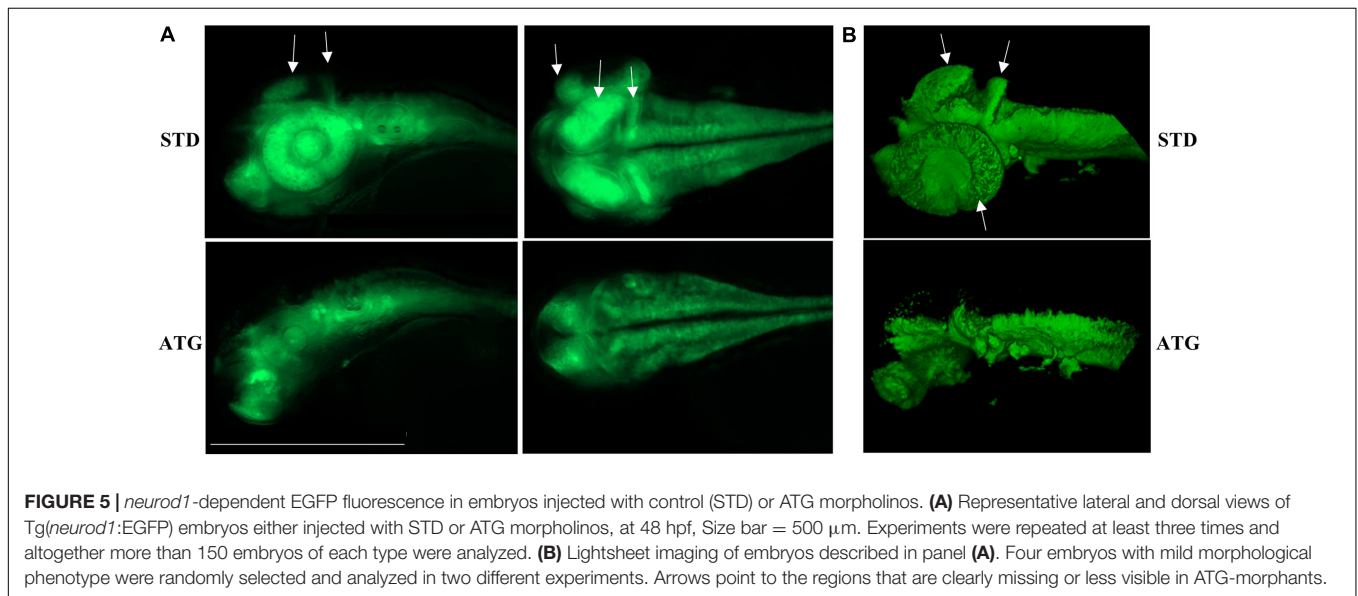 A
B
STD
STD
ATG
ATG
FIGURE 5 | neurod1-dependent EGFP fluorescence in embryos injected with control (STD) or ATG morpholinos. (A) Representative lateral and dorsal views of
Tg(neurod1:EGFP) embryos either injected with STD or ATG morpholinos, at 48 hpf, Size bar = 500 μm. Experiments were repeated at least three times and
altogether more than 150 embryos of each type were analyzed. (B) Lightsheet imaging of embryos described in panel (A). Four embryos with mild morphological
phenotype were randomly selected and analyzed in two different experiments. Arrows point to the regions that are clearly missing or less visible in ATG-morphants.